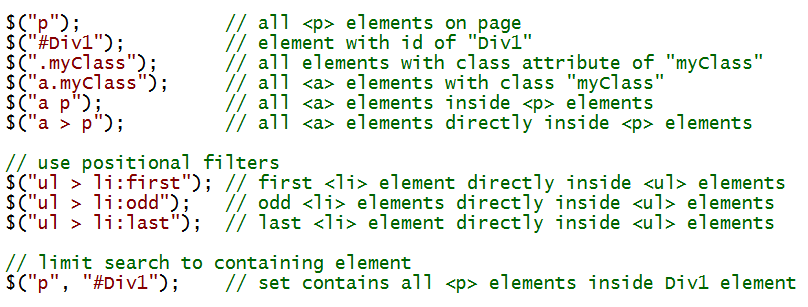 $("p");             // all <p> elements on page
$("#Div1");         // element with id of "Div1"
$(".myClass");      // all elements with class attribute of "myClass"
$("a.myClass");     // all <a> elements with class "myClass"
$("a p");           // all <a> elements inside <p> elements
$("a > p");         // all <a> elements directly inside <p> elements
// use positional filters
$("ul > li:first"); // first <li> element directly inside <ul> elements
$("ul > li:odd");   // odd <li> elements directly inside <ul> elements
$("ul > li:last");  // last <li> element directly inside <ul> elements
// limit search to containing element
$("p", "#Div1");    // set contains all <p> elements inside Div1 element